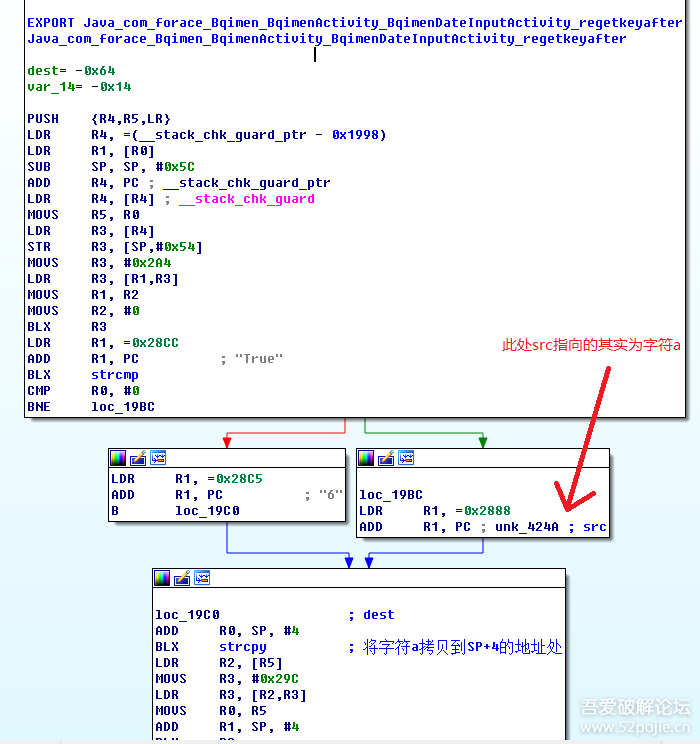 EXPORT Java_com_forace_Bqimen_BqimenActivity_BqimenDateInputActivity_regetkeyafter
Java_com_forace_Bqimen_BqimenActivity_BqimenDateInputActivity_regetkeyafter
dest= -0x64
var_14= -0x14
PUSH {R4,R5,LR}
LDR R4, =(__stack_chk_guard_ptr - 0x1998)
LDR R1, [R0]
SUB SP, SP, #0x5C
ADD R4, PC ; __stack_chk_guard_ptr
LDR R4, [R4] ; __stack_chk_guard
MOVS R5, R0
LDR R3, [R4]
STR R3, [SP,#0x54]
MOVS R3, #0x2A4
LDR R3, [R1,R3]
MOVS R1, R2
MOVS R2, #0
BLX R3
LDR R1, =0x28CC
ADD R1, PC ; "True"
BLX strcmp
CMP R0, #0
BNE loc_19BC
此处src指向的其实为字符a
LDR R1, =0x28C5
ADD R1, PC ; "6"
B loc_19C0
loc_19BC
LDR R1, =0x2888
ADD R1, PC ; unk_424A ; src
loc_19C0 ; dest
ADD R0, SP, #4
BLX strcpy ; 将字符a拷贝到SP+4的地址处
LDR R2, [R5]
MOVS R3, #0x29C
LDR R3, [R2,R3]
MOVS R0, R5
ADD R1, SP, #4
吾爱破解论坛
www.52pojie.cn